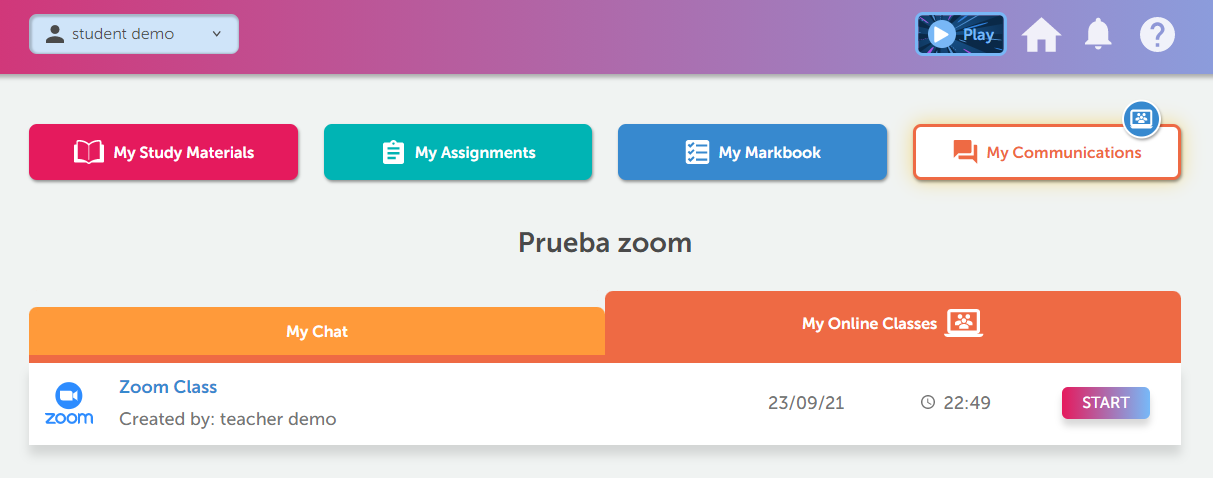 student demo
Play
My Study Materials
My Assignments
My Markbook
My Communications
Prueba zoom
My Chat
My Online Classes
zoom
Zoom Class
Created by: teacher demo
23/09/21
22:49
START